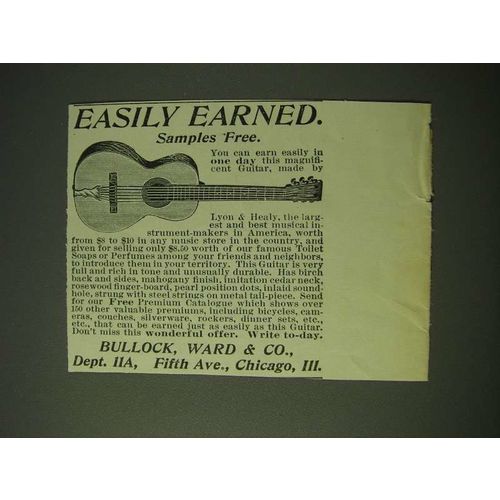 EASILY EARNED.
Samples Free.
You can earn easily in
one day this magnifi-
cent Guitar, made by
Lyon & Healy, the larg-
est and best musical in-
strument-makers in America, worth
from $8 to $10 in any music store in the country, and
given for selling only $8.50 worth of our famous Toilet
Soaps or Perfumes among your friends and neighbors,
to introduce them in your territory. This Guitar is very
full and rich in tone and unusually durable. Has birch
back and sides, mahogany finish, imitation cedar neck,
rosewood finger-board, pearl position dots, inlaid sound
hole, strung with steel strings on metal tail-piece. Send
for our Free Premium Catalogue which shows over
150 other valuable premiums, including bicycles, cam-
eras, couches, silverware, rockers, dinner sets, etc.,
etc., that can be earned just as easily as this Guitar.
Don't miss this wonderful offer. Write to-day.
BULLOCK, WARD & CO.,
Dept. 11A, Fifth Ave., Chicago, Ill.